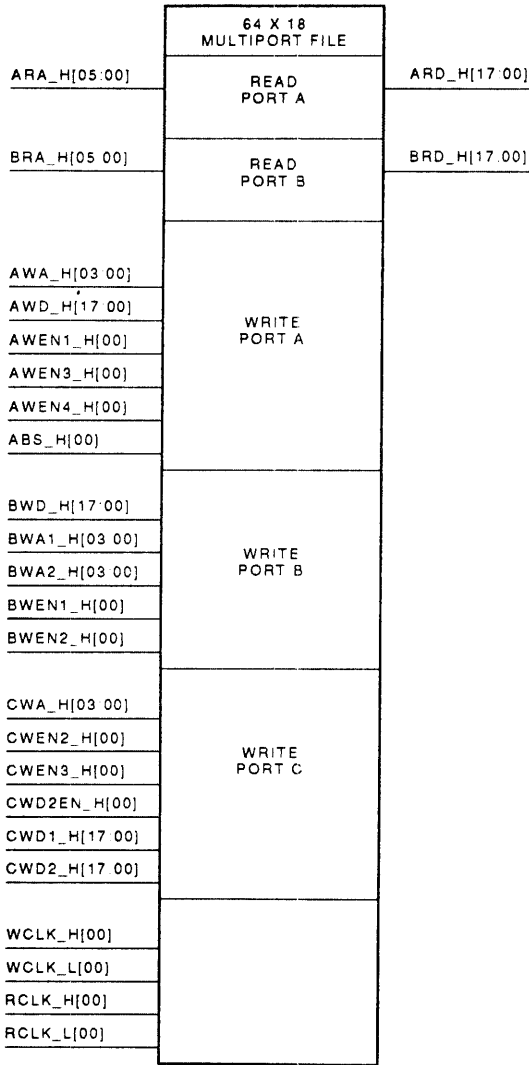 64 X 18
MULTIPORT FILE
ARA_H[05:00]
READ
PORT A
ARD_H[17:00]
BRA_H[05:00]
READ
PORT B
BRD_H[17:00]
AWA_H[03:00]
AWD_H[17:00]
AWEN1_H[00]
AWEN3_H[00]
AWEN4_H[00]
ABS_H[00]
WRITE
PORT A
BWD_H[17:00]
BWA1_H[03:00]
BWA2_H[03:00]
BWEN1_H[00]
BWEN2_H[00]
WRITE
PORT B
CWA_H[03:00]
CWEN2_H[00]
CWEN3_H[00]
CWD2EN_H[00]
CWD1_H[17:00]
CWD2_H[17:00]
WRITE
PORT C
WCLK_H[00]
WCLK_L[00]
RCLK_H[00]
RCLK_L[00]